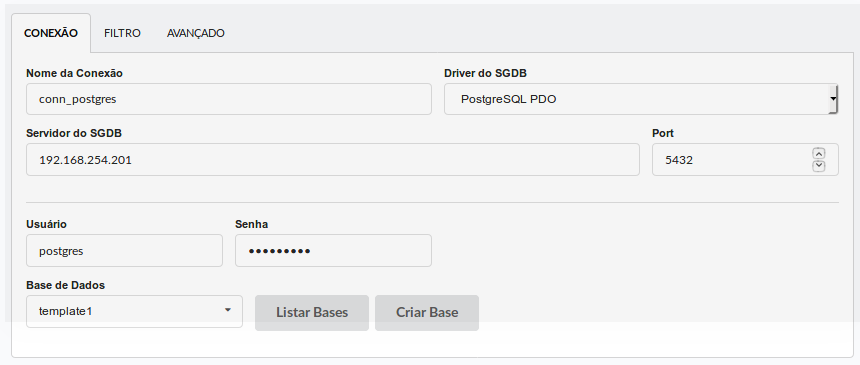 CONEXÃO FILTRO AVANÇADO
Nome da Conexão Driver do SGDB
conn_postgres PostgreSQL PDO
Servidor do SGDB Port
192.168.254.201 5432
Usuário Senha
postgres •••••••••
Base de Dados
template1 Listar Bases Criar Base